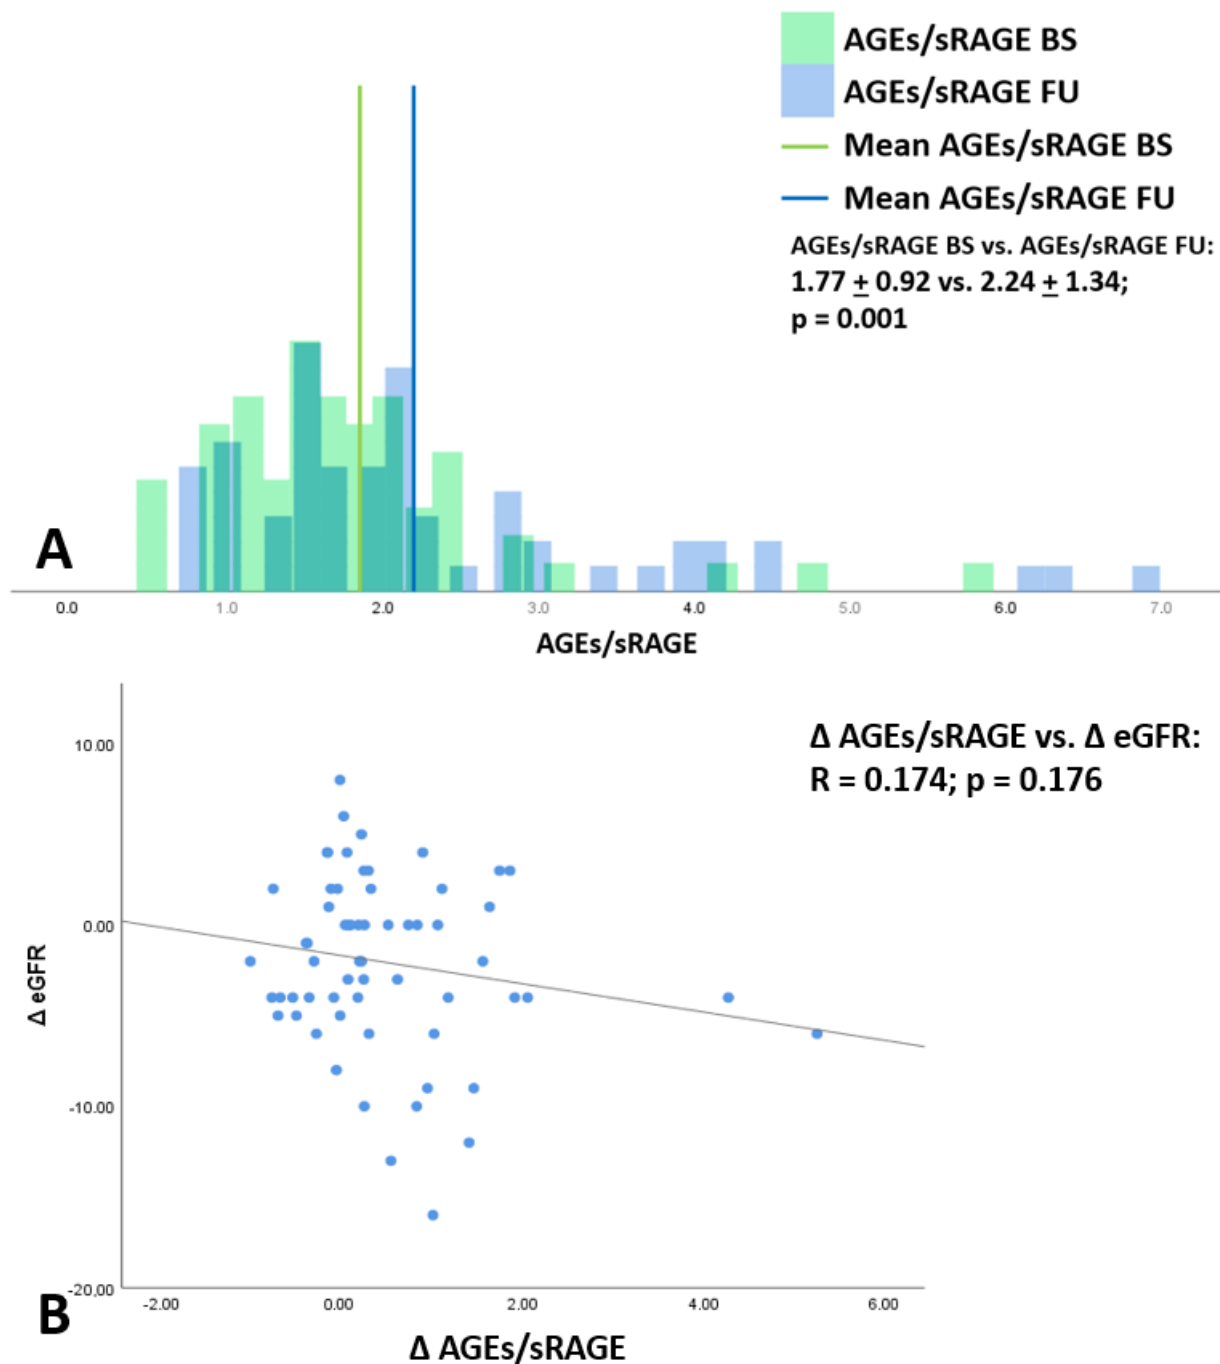 AGEs/sRAGE BS
AGEs/sRAGE FU
Mean AGEs/sRAGE BS
Mean AGEs/sRAGE FU
AGEs/sRAGE BS vs. AGEs/sRAGE FU:
1.77 ± 0.92 vs. 2.24 ± 1.34;
p = 0.001
A
0.0 1.0 2.0 3.0 4.0 5.0 6.0 7.0
AGEs/sRAGE
Δ AGEs/sRAGE vs. Δ eGFR:
R = 0.174; p = 0.176
10.00
0.00
Δ eGFR
-10.00
-20.00
B
-2.00 0.00 2.00 4.00 6.00
Δ AGEs/sRAGE